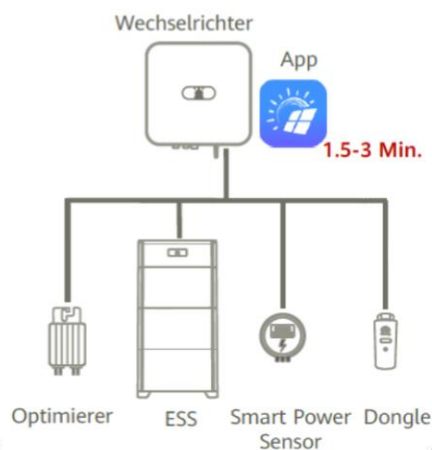 Wechselrichter
App
1.5-3 Min.
Optimierer
ESS
Smart Power
Sensor
Dongle